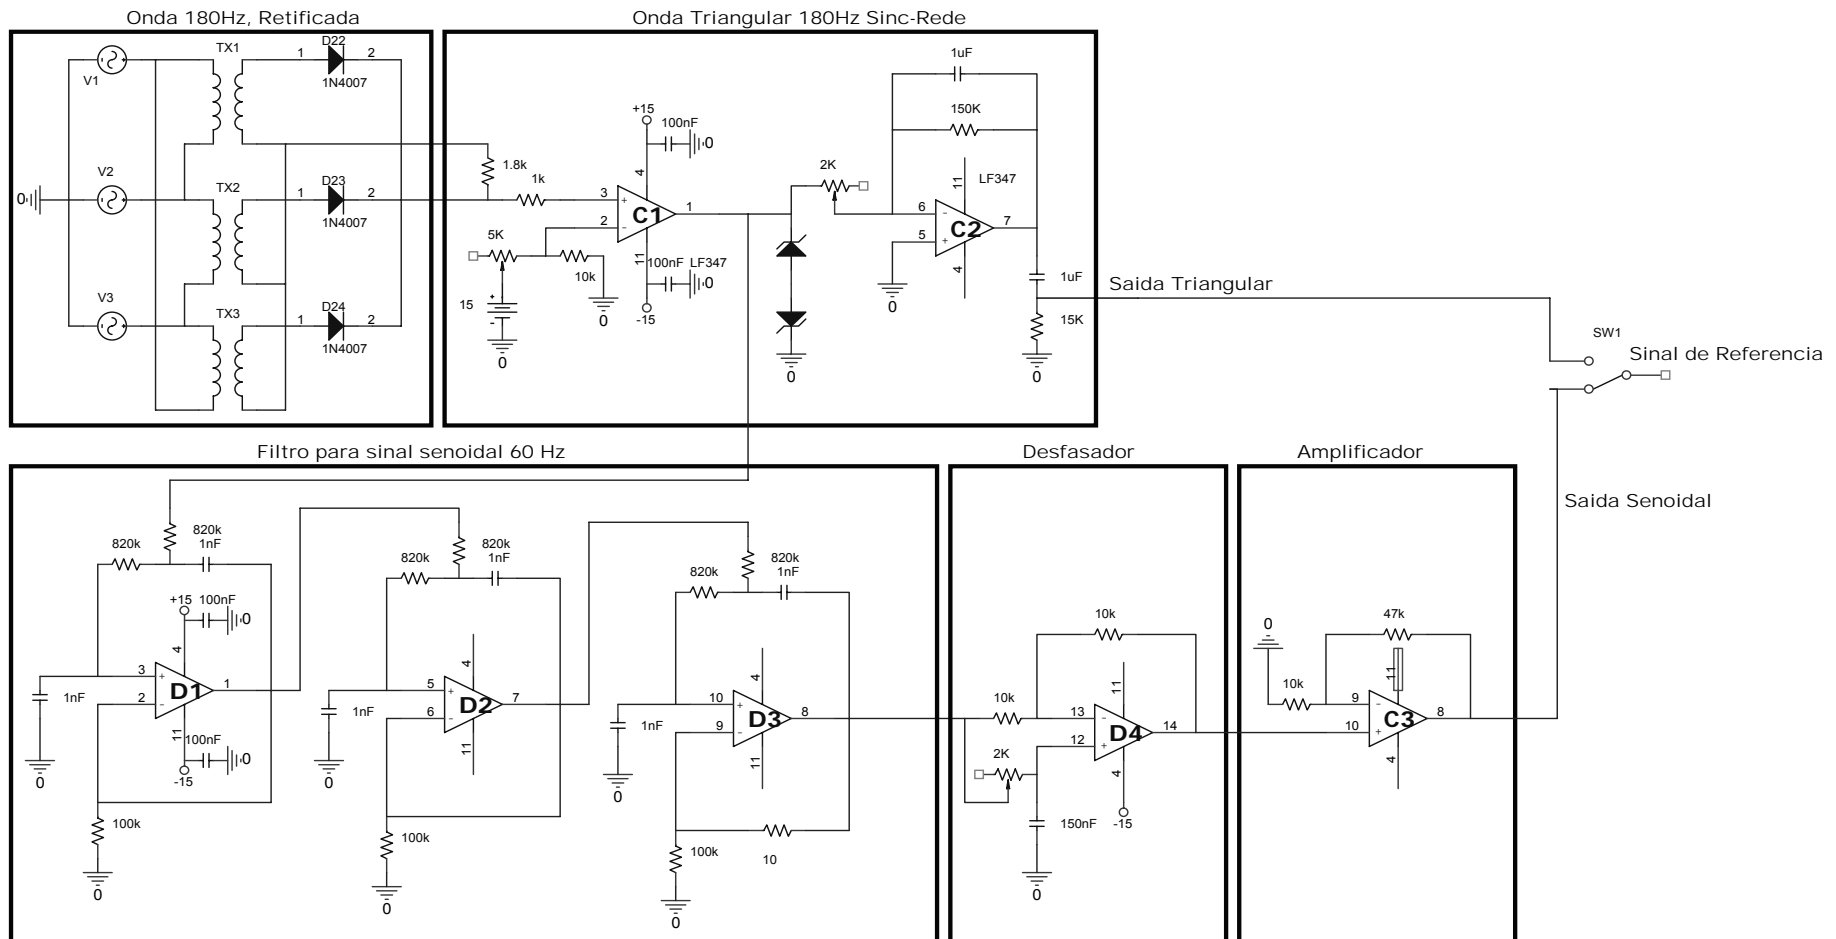 Onda 180Hz, Retificada
V1
TX1
1
D22
2
1N4007
V2
0
TX2
1
D23
2
1N4007
V3
TX3
1
D24
2
1N4007
Onda Triangular 180Hz Sinc-Rede
1.8k
1k
+15
100nF
0
4
3
+
C1
1
2
-
11
100nF
LF347
0
-15
5K
10k
0
+
15
-
0
2K
0
1uF
150K
LF347
11
6
-
C2
7
5
+
4
0
1uF
15K
0
Saida Triangular
SW1
Sinal de Referencia
Filtro para sinal senoidal 60 Hz
820k
820k
1nF
+15
100nF
0
4
3
+
D1
1
2
-
11
100nF
0
-15
1nF
0
100k
0
820k
820k
1nF
4
5
+
D2
7
6
-
11
1nF
0
100k
0
820k
820k
1nF
4
10
+
D3
8
9
-
11
1nF
0
100k
10
0
Desfasador
10k
10k
11
13
-
D4
14
12
+
4
-15
2K
150nF
0
Amplificador
0
47k
10k
11
9
-
C3
8
10
+
4
Saida Senoidal